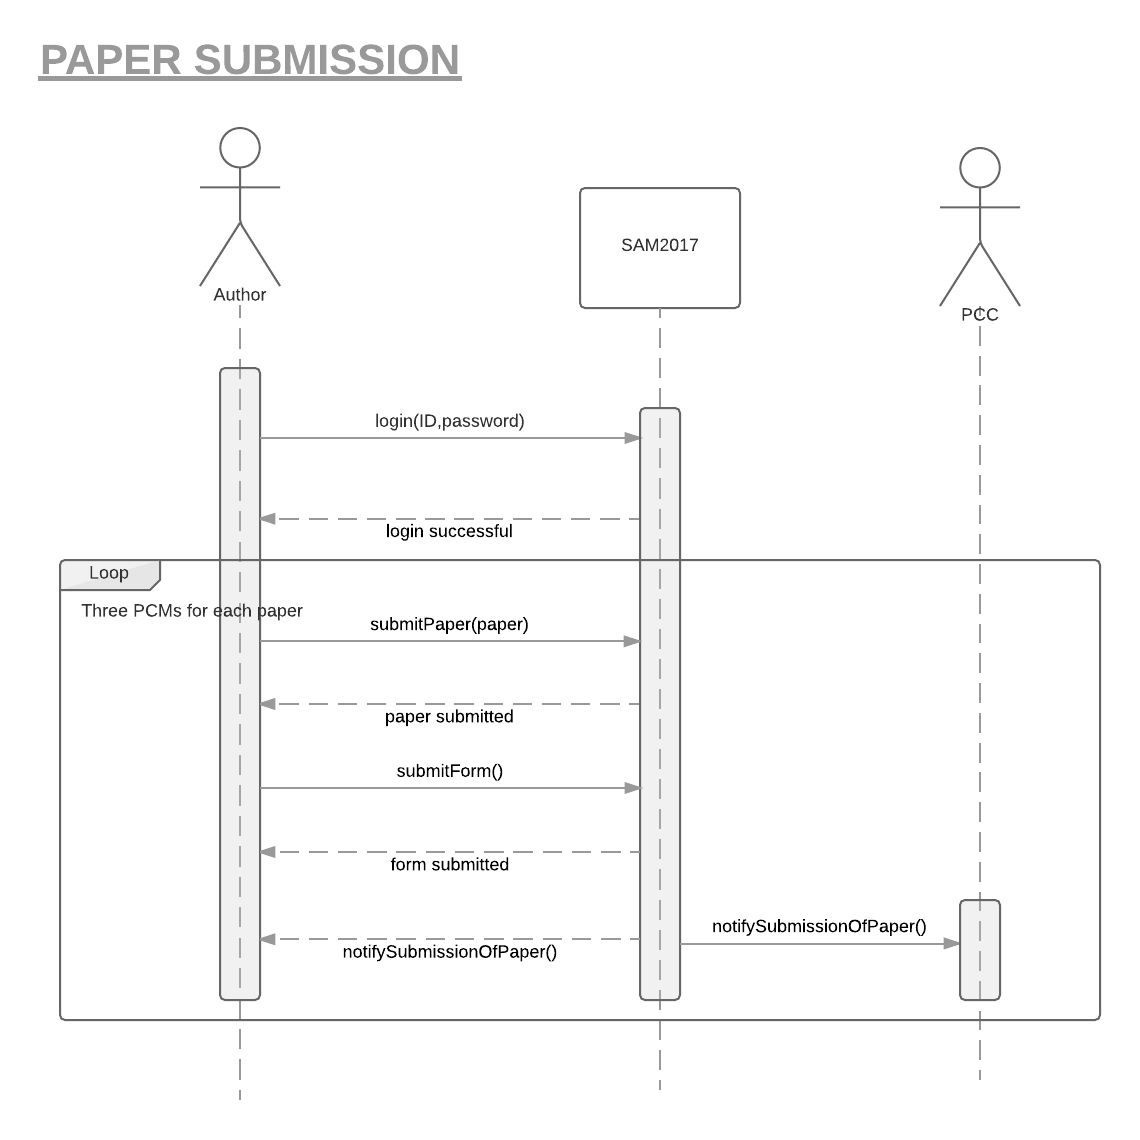 PAPER SUBMISSION
Author
SAM2017
PCC
login(ID,password)
login successful
Loop
Three PCMs for each paper
submitPaper(paper)
paper submitted
submitForm()
form submitted
notifySubmissionOfPaper()
notifySubmissionOfPaper()